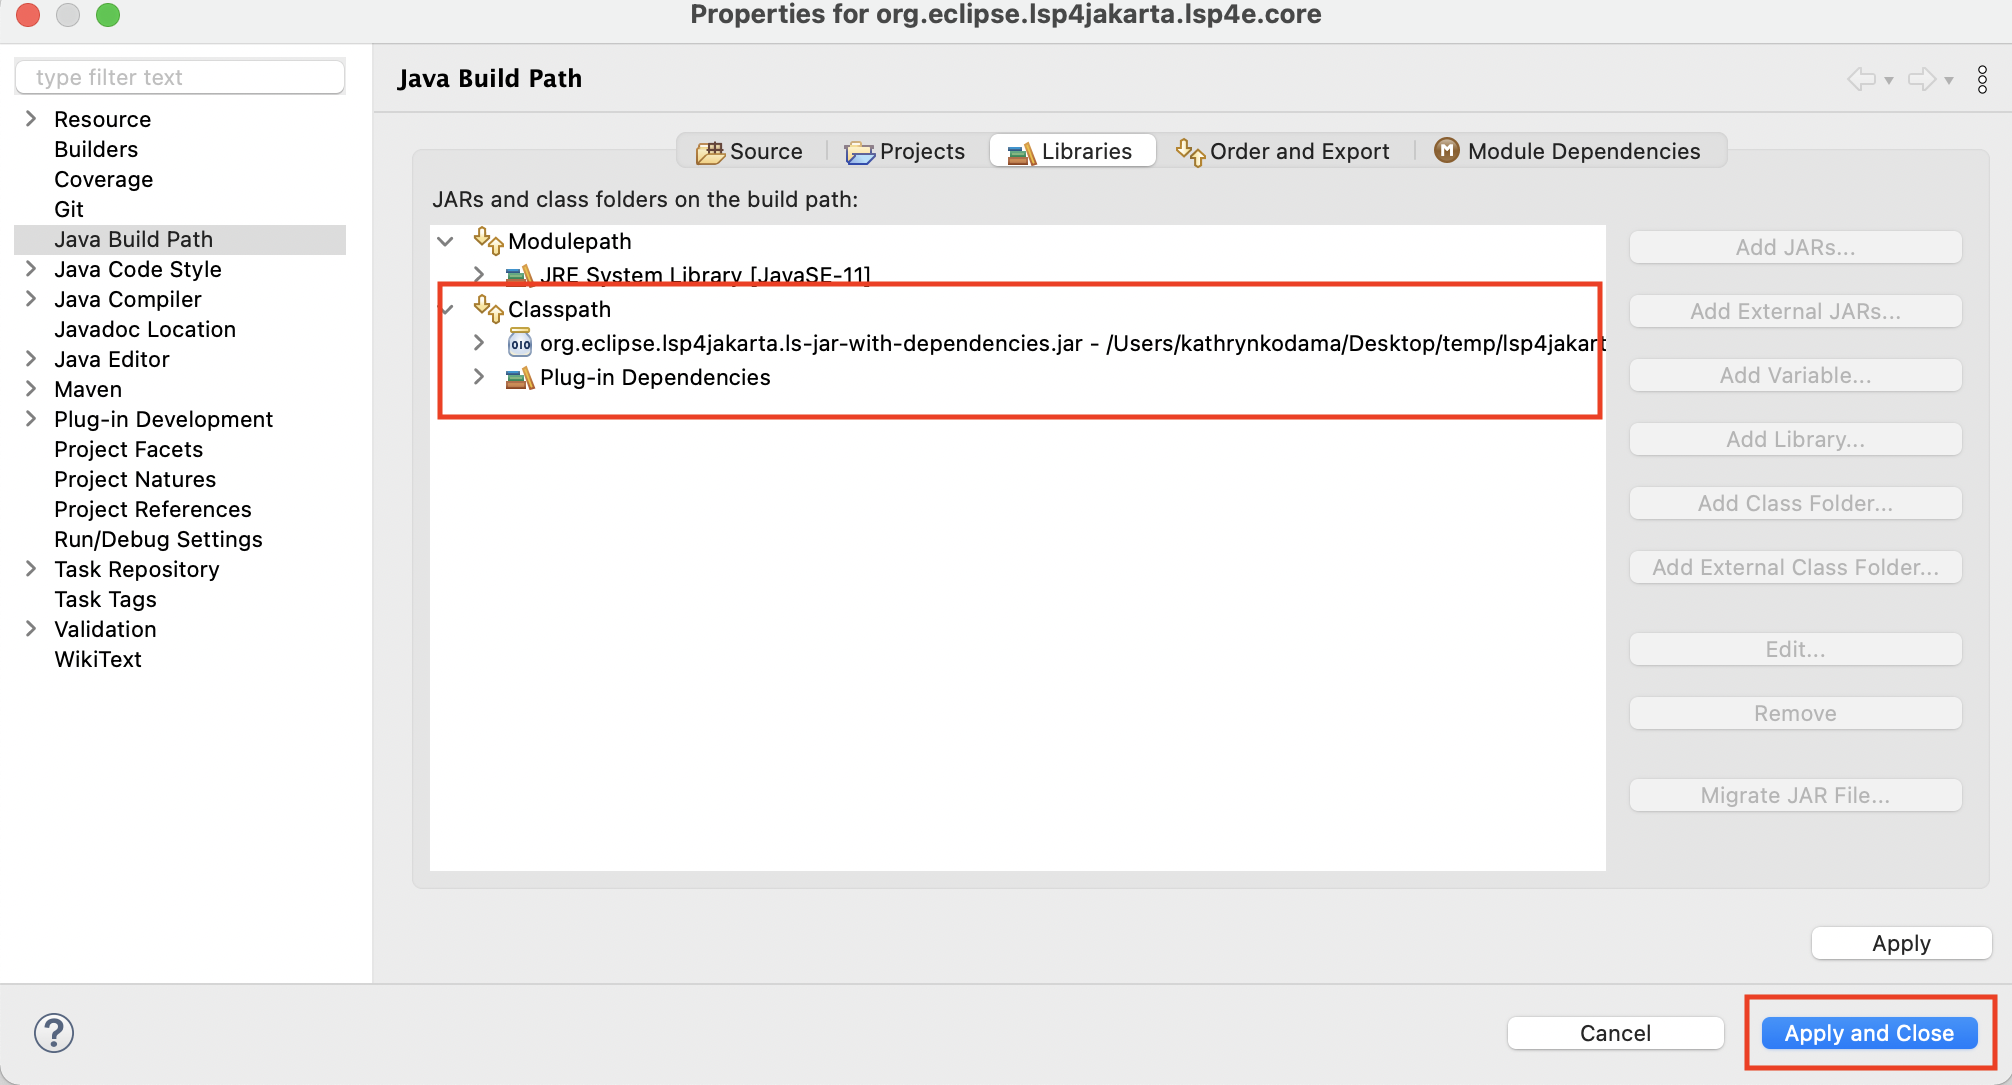 Properties for org.eclipse.lsp4jakarta.lsp4e.core
type filter text
Resource
Builders
Coverage
Git
Java Build Path
Java Code Style
Java Compiler
Javadoc Location
Java Editor
Maven
Plug-in Development
Project Facets
Project Natures
Project References
Run/Debug Settings
Task Repository
Task Tags
Validation
WikiText
Java Build Path
Source
Projects
Libraries
Order and Export
M Module Dependencies
JARs and class folders on the build path:
Modulepath
JRE System Library [JavaSE-11]
Classpath
010 org.eclipse.lsp4jakarta.ls-jar-with-dependencies.jar - /Users/kathrynkodama/Desktop/temp/lsp4jakart
Plug-in Dependencies
Add JARs...
Add External JARs...
Add Variable...
Add Library...
Add Class Folder...
Add External Class Folder...
Edit...
Remove
Migrate JAR File...
Apply
?
Cancel
Apply and Close